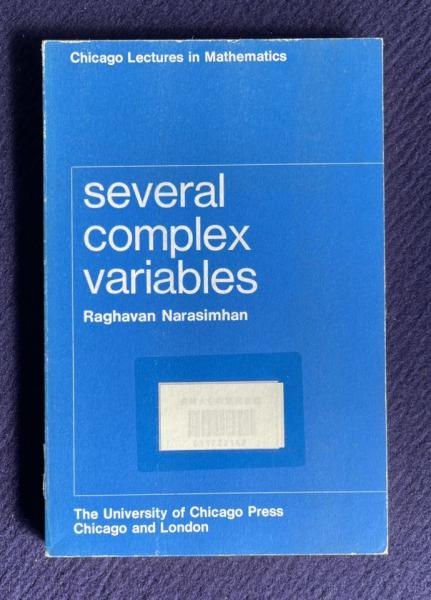 Chicago Lectures in Mathematics
several
complex
variables
Raghavan Narasimhan
The University of Chicago Press
Chicago and London